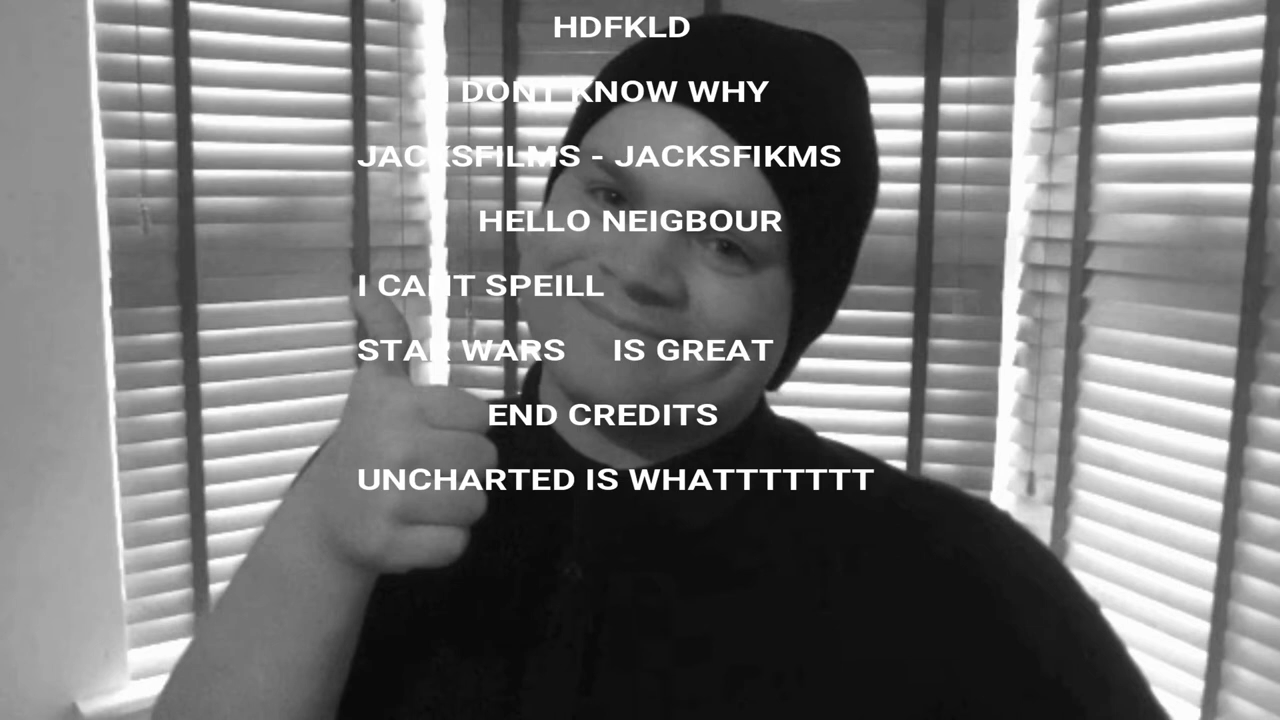 HDFKLD
I DONT KNOW WHY
JACKSFILMS - JACKSFIKMS
HELLO NEIGBOUR
I CANT SPEILL
STAR WARS IS GREAT
END CREDITS
UNCHARTED IS WHATTTTTTT